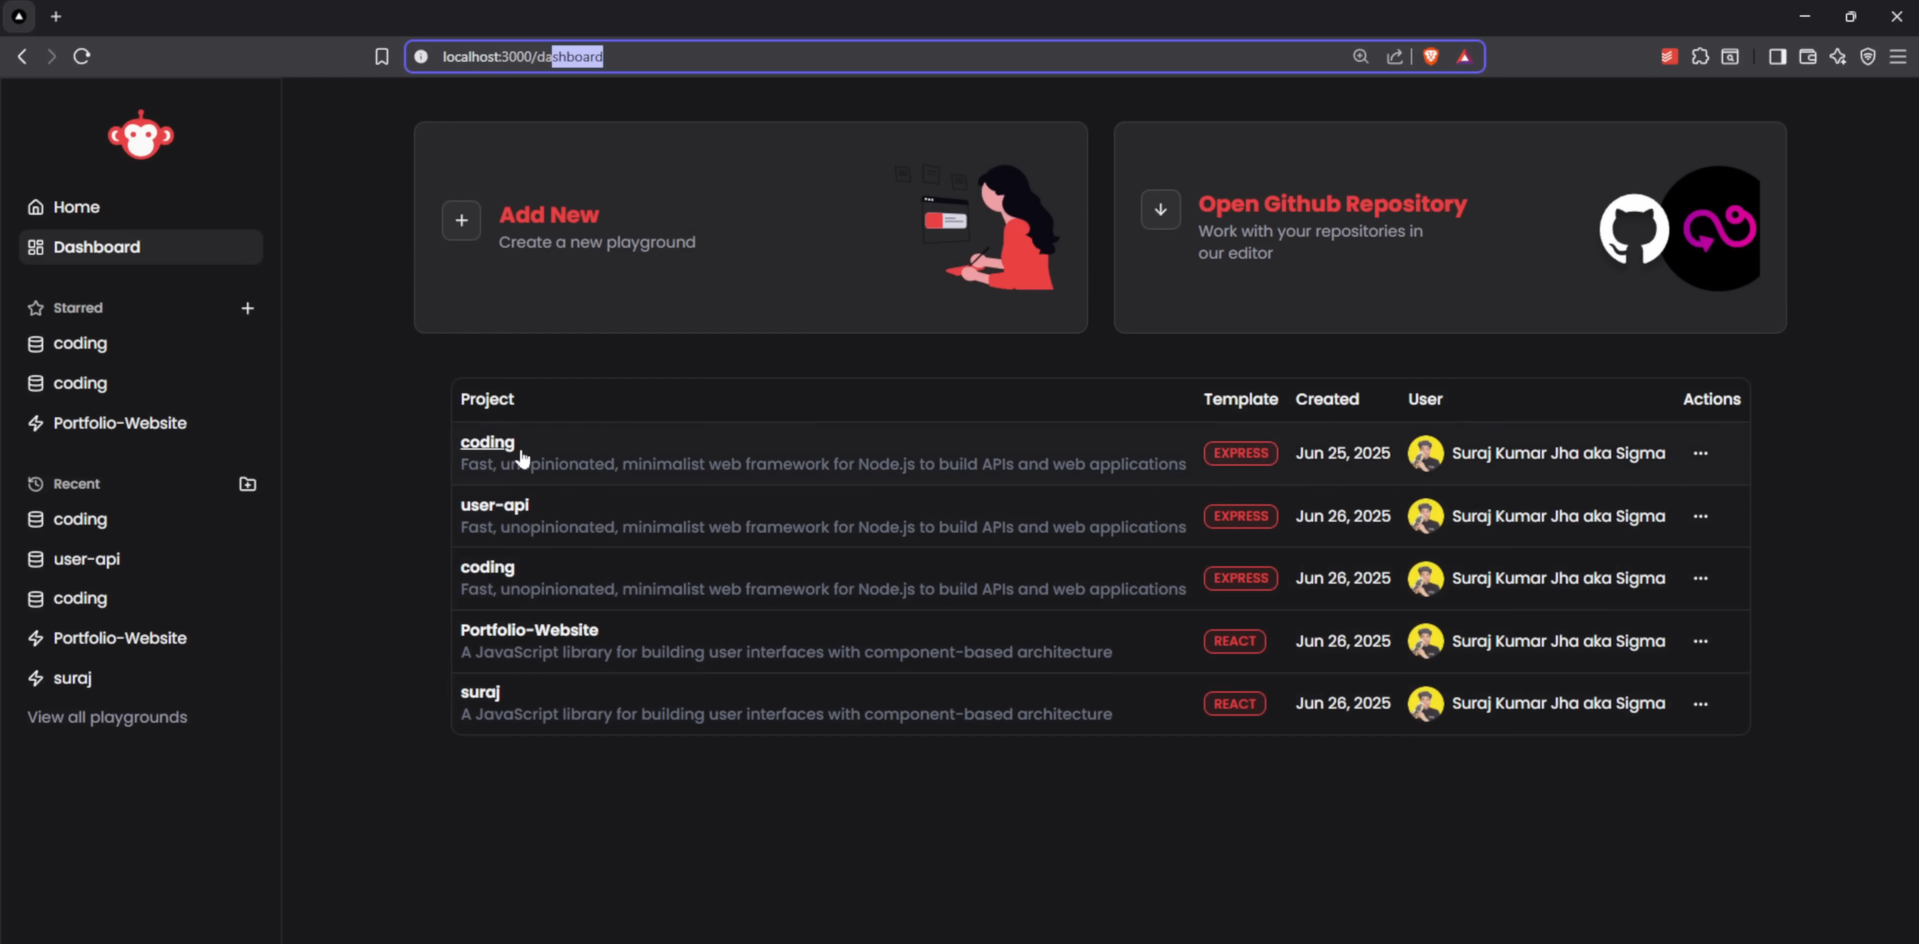 localhost:3000/dashboard
Home
Dashboard
Starred
coding
coding
Portfolio-Website
Recent
coding
user-api
coding
Portfolio-Website
suraj
View all playgrounds
Add New
Create a new playground
Open Github Repository
Work with your repositories in
our editor
Project Template Created User Actions
coding
Fast, unopinionated, minimalist web framework for Node.js to build APIs and web applications
EXPRESS Jun 25, 2025 Suraj Kumar Jha aka Sigma
user-api
Fast, unopinionated, minimalist web framework for Node.js to build APIs and web applications
EXPRESS Jun 26, 2025 Suraj Kumar Jha aka Sigma
coding
Fast, unopinionated, minimalist web framework for Node.js to build APIs and web applications
EXPRESS Jun 26, 2025 Suraj Kumar Jha aka Sigma
Portfolio-Website
A JavaScript library for building user interfaces with component-based architecture
REACT Jun 26, 2025 Suraj Kumar Jha aka Sigma
suraj
A JavaScript library for building user interfaces with component-based architecture
REACT Jun 26, 2025 Suraj Kumar Jha aka Sigma